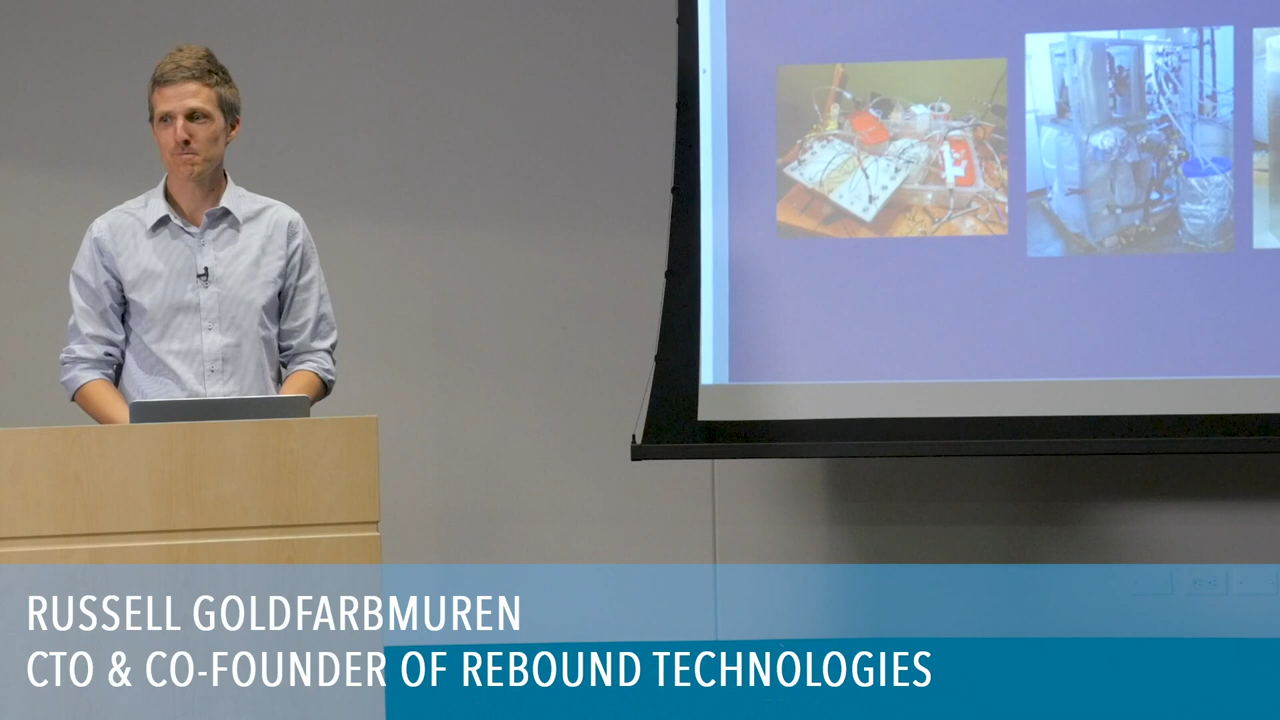 RUSSELL GOLDFARBMUREN
CTO & CO-FOUNDER OF REBOUND TECHNOLOGIES